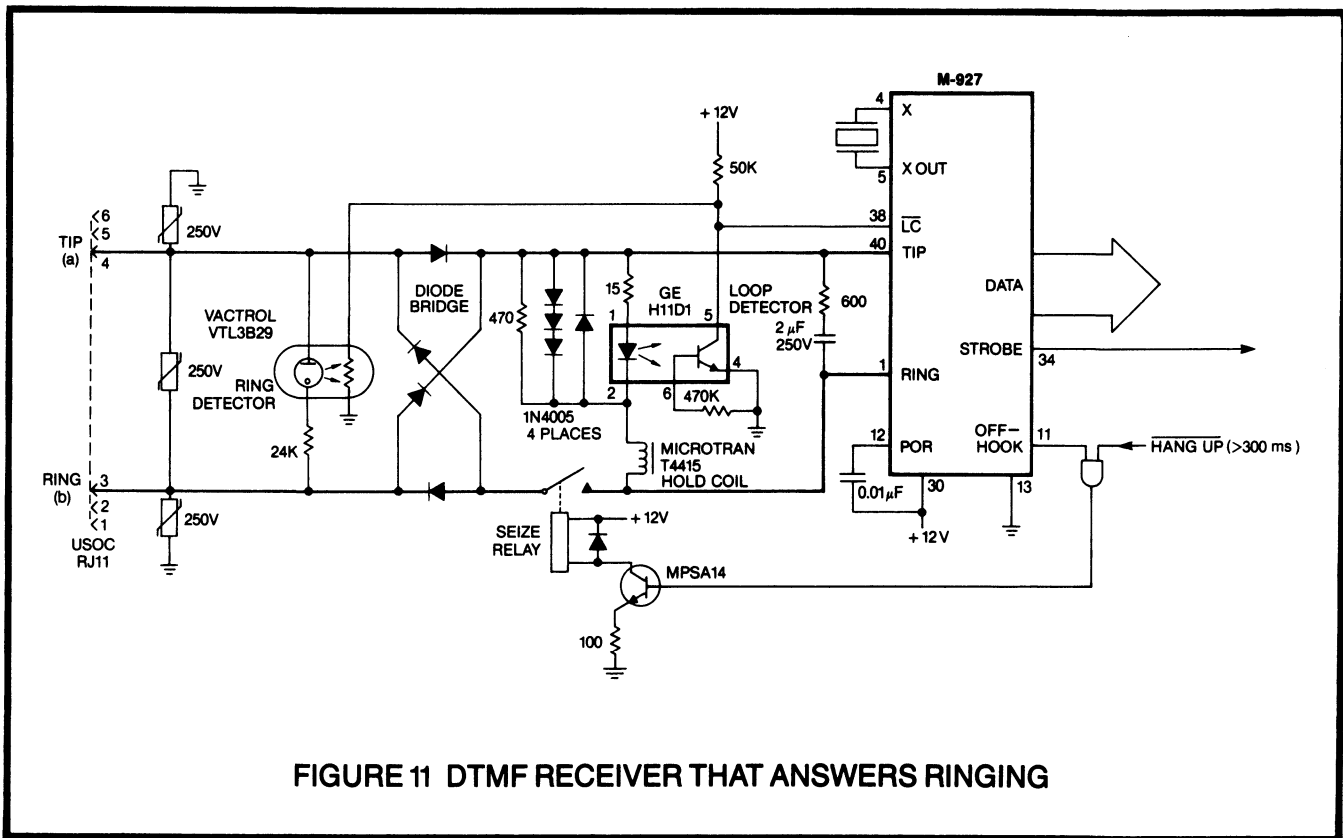 M-927
4
X
X OUT
5
+ 12V
50K
38
LC
40
TIP
6
5
4
TIP
(a)
250V
DATA
VACTROL
VTL3B29
RING
DETECTOR
250V
24K
DIODE
BRIDGE
470
15
GE
H11D1
1
5
LOOP
DETECTOR
4
2
6
470K
600
2 µF
250V
STROBE
34
1
RING
1N4005
4 PLACES
MICROTRAN
T4415
HOLD COIL
12
POR
OFF–
HOOK
11
HANG UP (>300 ms)
0.01µF
30
13
+ 12V
RING
(b)
3
2
1
USOC
RJ11
250V
SEIZE
RELAY
+ 12V
MPSA14
100
FIGURE 11 DTMF RECEIVER THAT ANSWERS RINGING